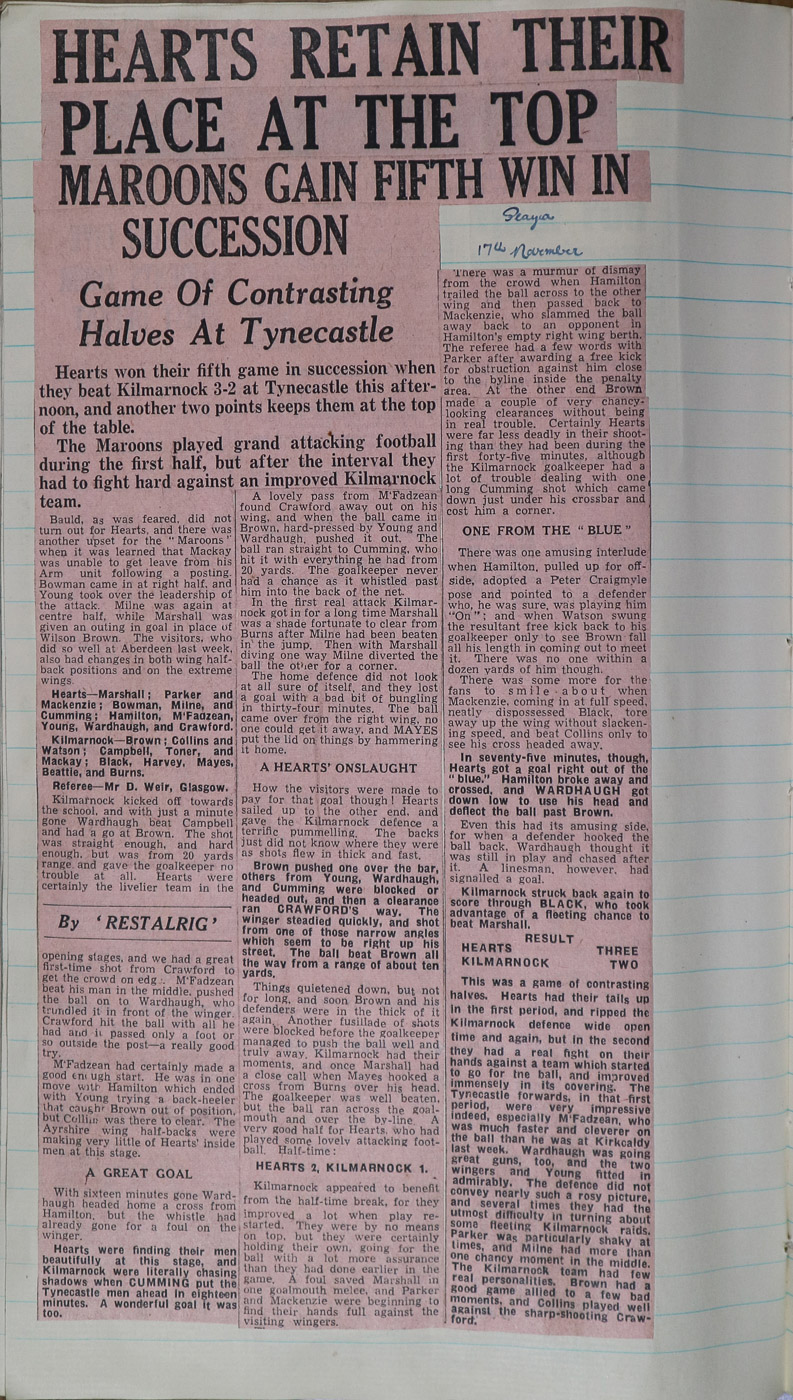 HEARTS RETAIN THEIR
PLACE AT THE TOP
MAROONS GAIN FIFTH WIN IN
SUCCESSION
Game Of Contrasting
Halves At Tynecastle
Hearts won their fifth game in succession when
they beat Kilmarnock 3-2 at Tynecastle this after-
noon, and another two points keeps them at the top
of the table.
The Maroons played grand attacking football
during the first half, but after the interval they
had to fight hard against an improved Kilmarnock
team.
Bauld, as was feared, did not
turn out for Hearts, and there was
another upset for the "Maroons"
when it was learned that Mackay
was unable to get leave from his
Arm unit following a posting.
Bowman came in at right half, and
Young took over the leadership of
the attack. Milne was again at
centre half, while Marshall was
given an outing in goal in place of
Wilson Brown. The visitors, who
did so well at Aberdeen last week,
also had changes in both wing half-
back positions and on the extreme
wings.
Hearts—Marshall; Parker and
Mackenzie; Bowman, Milne, and
Cumming; Hamilton, M'Fadzean,
Young, Wardhaugh, and Crawford.
Kilmarnock—Brown; Collins and
Watson; Campbell, Toner, and
Mackay; Black, Harvey, Mayes,
Beattie, and Burns.
Referee—Mr D. Weir, Glasgow.
Kilmarnock kicked off towards
the school, and with just a minute
gone Wardhaugh beat Campbell
and had a go at Brown. The shot
was straight enough, and hard
enough, but was from 20 yards
range and gave the goalkeeper no
trouble at all. Hearts were
certainly the livelier team in the
By 'RESTALRIG'
opening stages, and we had a great
first-time shot from Crawford to
get the crowd on edge. M'Fadzean
beat his man in the middle, pushed
the ball on to Wardhaugh, who
trundled it in front of the winger.
Crawford hit the ball with all he
had and it passed only a foot or
so outside the post—a really good
try.
M'Fadzean had certainly made a
good enough start. He was in one
move with Hamilton which ended
with Young trying a back-heeler
that caught Brown out of position,
but Collins was there to clear. The
Ayrshire wing half-backs were
making very little of Hearts' inside
men at this stage.
A GREAT GOAL
With sixteen minutes gone Ward-
haugh headed home a cross from
Hamilton, but the whistle had
already gone for a foul on the
winger.
Hearts were finding their men
beautifully at this stage, and
Kilmarnock were literally chasing
shadows when CUMMING put the
Tynecastle men ahead in eighteen
minutes. A wonderful goal it was
too.
A lovely pass from M'Fadzean
found Crawford away out on his
wing, and when the ball came in
Brown, hard-pressed by Young and
Wardhaugh, pushed it out. The
ball ran straight to Cumming, who
hit it with everything he had from
20 yards. The goalkeeper never
had a chance as it whistled past
him into the back of the net.
In the first real attack Kilmar-
nock got in for a long time Marshall
was a shade fortunate to clear from
Burns after Milne had been beaten
in the jump. Then with Marshall
diving one way Milne diverted the
ball the other for a corner.
The home defence did not look
at all sure of itself, and they lost
a goal with a bad bit of bungling
in thirty-four minutes. The ball
came over from the right wing, no
one could get it away, and MAYES
put the lid on things by hammering
it home.
A HEARTS' ONSLAUGHT
How the visitors were made to
pay for that goal though! Hearts
sailed up to the other end, and
gave the Kilmarnock defence a
terrific pummelling. The backs
just did not know where they were
as shots flew in thick and fast.
Brown pushed one over the bar,
others from Young, Wardhaugh,
and Cumming were blocked or
headed out, and then a clearance
ran CRAWFORD'S way. The
winger steadied quickly, and shot
from one of those narrow angles
which seem to be right up his
street. The ball beat Brown all
the way from a range of about ten
yards.
Things quietened down, but not
for long, and soon Brown and his
defenders were in the thick of it
again. Another fusillade of shots
were blocked before the goalkeeper
managed to push the ball well and
truly away. Kilmarnock had their
moments, and once Marshall had
a close call when Mayes hooked a
cross from Burns over his head.
The goalkeeper was well beaten,
but the ball ran across the goal-
mouth and over the by-line. A
very good half for Hearts, who had
played some lovely attacking foot-
ball. Half-time:
HEARTS 2, KILMARNOCK 1.
Kilmarnock appeared to benefit
from the half-time break, for they
improved a lot when play re-
started. They were by no means
on top, but they were certainly
holding their own, going for the
ball with a lot more assurance
than they had done earlier in the
game. A foul saved Marshall in
one goalmouth melee, and Parker
and Mackenzie were beginning to
find their hands full against the
visiting wingers.
17th November
There was a murmur of dismay
from the crowd when Hamilton
trailed the ball across to the other
wing and then passed back to
Mackenzie, who slammed the ball
away back to an opponent in
Hamilton's empty right wing berth.
The referee had a few words with
Parker after awarding a free kick
for obstruction against him close
to the byline inside the penalty
area. At the other end Brown
made a couple of very chancy-
looking clearances without being
in real trouble. Certainly Hearts
were far less deadly in their shoot-
ing than they had been during the
first forty-five minutes, although
the Kilmarnock goalkeeper had a
lot of trouble dealing with one
long Cumming shot which came
down just under his crossbar and
cost him a corner.
ONE FROM THE "BLUE"
There was one amusing interlude
when Hamilton, pulled up for off-
side, adopted a Peter Craigmyle
pose and pointed to a defender
who, he was sure, was playing him
"On"; and when Watson swung
the resultant free kick back to his
goalkeeper only to see Brown fall
all his length in coming out to meet
it. There was no one within a
dozen yards of him though.
There was some more for the
fans to smile about when
Mackenzie, coming in at full speed,
neatly dispossessed Black, tore
away up the wing without slacken-
ing speed, and beat Collins only to
see his cross headed away.
In seventy-five minutes, though,
Hearts got a goal right out of the
"blue." Hamilton broke away and
crossed, and WARDHAUGH got
down low to use his head and
deflect the ball past Brown.
Even this had its amusing side,
for when a defender hooked the
ball back, Wardhaugh thought it
was still in play and chased after
it. A linesman, however, had
signalled a goal.
Kilmarnock struck back again to
score through BLACK, who took
advantage of a fleeting chance to
beat Marshall.
RESULT
HEARTS THREE
KILMARNOCK TWO
This was a game of contrasting
halves. Hearts had their tails up
in the first period, and ripped the
Kilmarnock defence wide open
time and again, but in the second
they had a real fight on their
hands against a team which started
to go for the ball, and improved
immensely in its covering. The
Tynecastle forwards, in that first
period, were very impressive
indeed, especially M'Fadzean, who
was much faster and cleverer on
the ball than he was at Kirkcaldy
last week. Wardhaugh was going
great guns, too, and the two
wingers and Young fitted in
admirably. The defence did not
convey nearly such a rosy picture,
and several times they had the
utmost difficulty in turning about
some fleeting Kilmarnock raids.
Parker was particularly shaky at
times, and Milne had more than
one chancy moment in the middle.
The Kilmarnock team had few
real personalities. Brown had a
good game allied to a few bad
moments, and Collins played well
against the sharp-shooting Craw-
ford.